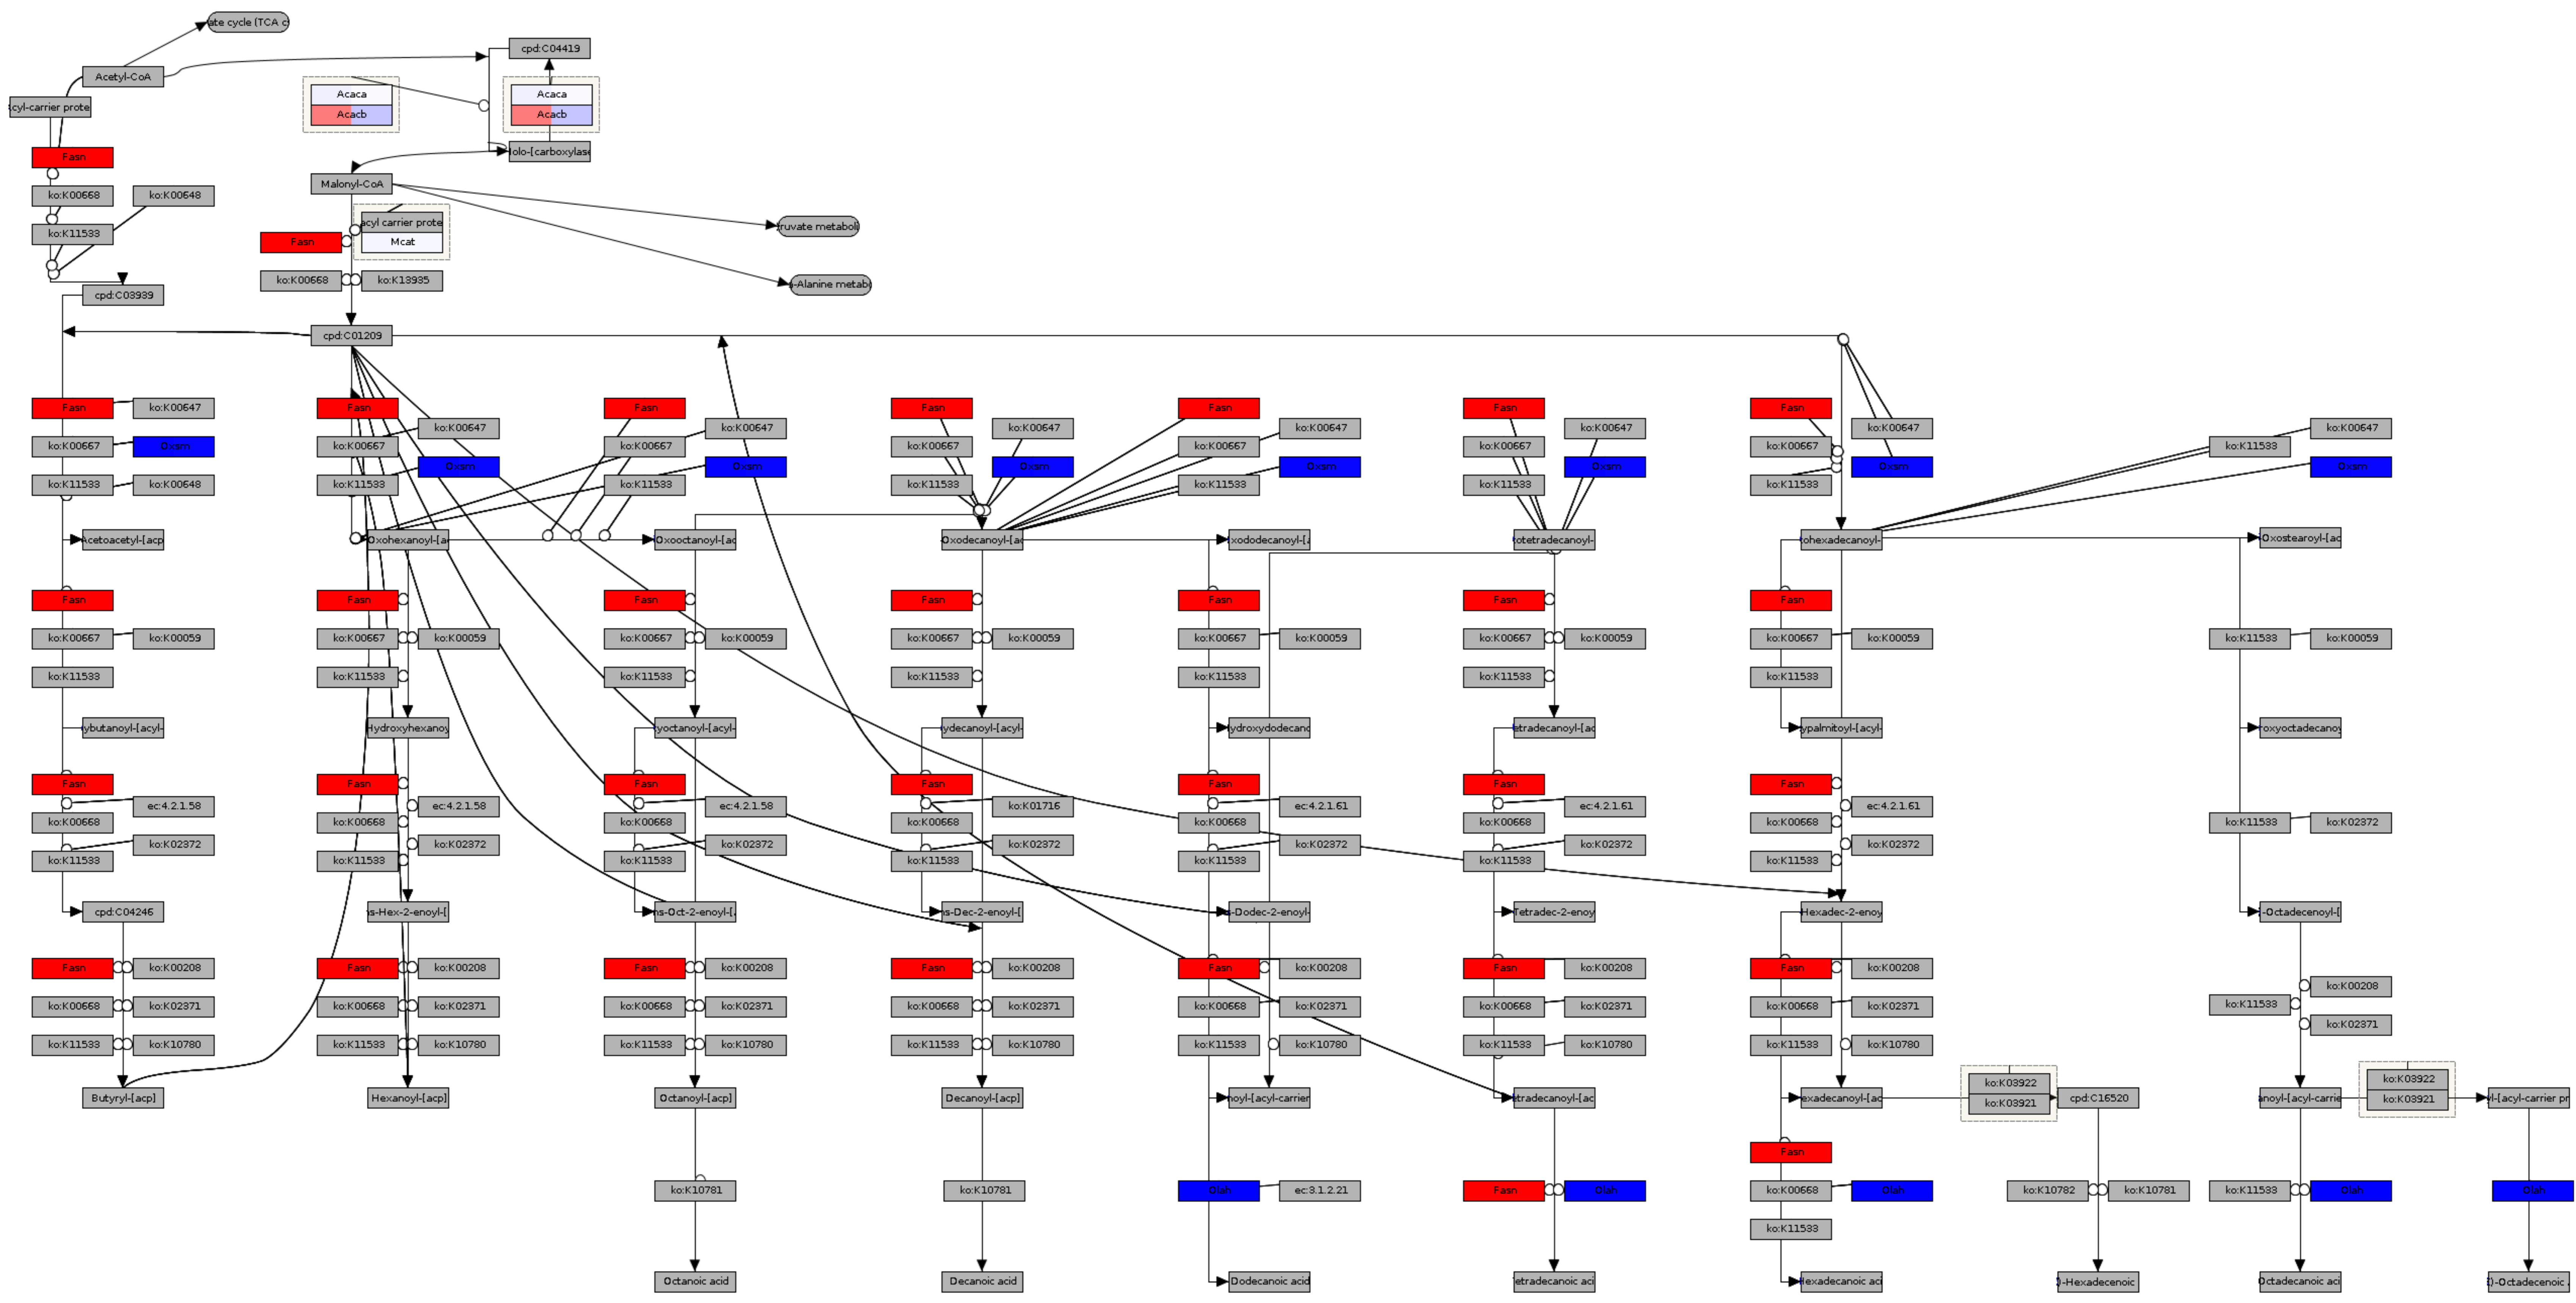 ate cycle (TCA c
cpd:C04419
Acetyl-CoA
Acaca
Acaca
cyl-carrier prote
Acacb
Acacb
Fasn
olo-[carboxylase
Malonyl-CoA
ko:K00668
ko:K00648
acyl carrier prote
ruvate metaboli
ko:K11533
Fasn
Mcat
ko:K00668
ko:K13935
a-Alanine metab
cpd:C03939
cpd:C01209
Fasn
ko:K00647
Fasn
Fasn
Fasn
Fasn
Fasn
Fasn
ko:K00647
ko:K00647
ko:K00647
ko:K00647
ko:K00647
ko:K00647
ko:K00647
ko:K00667
Oxsm
ko:K00667
ko:K00667
ko:K00667
ko:K00667
ko:K00667
ko:K00667
ko:K11533
Oxsm
Oxsm
Oxsm
Oxsm
Oxsm
Oxsm
Oxsm
ko:K11533
ko:K00648
ko:K11533
ko:K11533
ko:K11533
ko:K11533
ko:K11533
ko:K11533
Acetoacetyl-[acp
Oxohexanoyl-[ac
Oxooctanoyl-[ac
Oxodecanoyl-[ac
xododecanoyl-[a
otetradecanoyl-
ohexadecanoyl-
Oxostearoyl-[ac
Fasn
Fasn
Fasn
Fasn
Fasn
Fasn
Fasn
ko:K00667
ko:K00059
ko:K00667
ko:K00059
ko:K00667
ko:K00059
ko:K00667
ko:K00059
ko:K00667
ko:K00059
ko:K00667
ko:K00059
ko:K00667
ko:K00059
ko:K11533
ko:K00059
ko:K11533
ko:K11533
ko:K11533
ko:K11533
ko:K11533
ko:K11533
ko:K11533
ybutanoyl-[acyl-
Hydroxyhexanoy
yoctanoyl-[acyl-
ydecanoyl-[acyl-
ydroxydodecano
etradecanoyl-[ac
ypalmitoyl-[acyl-
roxyoctadecanoy
Fasn
Fasn
Fasn
Fasn
Fasn
Fasn
Fasn
ec:4.2.1.58
ec:4.2.1.58
ec:4.2.1.58
ko:K01716
ec:4.2.1.61
ec:4.2.1.61
ec:4.2.1.61
ko:K00668
ko:K00668
ko:K00668
ko:K00668
ko:K00668
ko:K00668
ko:K00668
ko:K11533
ko:K02372
ko:K02372
ko:K02372
ko:K02372
ko:K02372
ko:K02372
ko:K02372
ko:K02372
ko:K11533
ko:K11533
ko:K11533
ko:K11533
ko:K11533
ko:K11533
ko:K11533
cpd:C04246
ns-Hex-2-enoyl-[
ns-Oct-2-enoyl-[
ns-Dec-2-enoyl-[
s-Dodec-2-enoyl-
Tetradec-2-enoy
Hexadec-2-enoy
-Octadecenoyl-[
Fasn
ko:K00208
Fasn
ko:K00208
Fasn
ko:K00208
Fasn
ko:K00208
Fasn
ko:K00208
Fasn
ko:K00208
Fasn
ko:K00208
ko:K00208
ko:K00668
ko:K02371
ko:K00668
ko:K02371
ko:K00668
ko:K02371
ko:K00668
ko:K02371
ko:K00668
ko:K02371
ko:K00668
ko:K02371
ko:K00668
ko:K02371
ko:K11533
ko:K02371
ko:K11533
ko:K10780
ko:K11533
ko:K10780
ko:K11533
ko:K10780
ko:K11533
ko:K10780
ko:K11533
ko:K10780
ko:K11533
ko:K10780
ko:K11533
ko:K10780
ko:K03922
ko:K03922
ko:K03921
ko:K03921
Butyryl-[acp]
Hexanoyl-[acp]
Octanoyl-[acp]
Decanoyl-[acp]
noyl-[acyl-carrier
etradecanoyl-[ac
exadecanoyl-[ac
cpd:C16520
anoyl-[acyl-carrie
yl-[acyl-carrier pr
Fasn
ko:K10781
ko:K10781
Olah
ec:3.1.2.21
Fasn
Olah
ko:K00668
Olah
ko:K10782
ko:K10781
ko:K11533
Olah
Olah
ko:K11533
Octanoic acid
Decanoic acid
Dodecanoic acid
etradecanoic aci
Hexadecanoic aci
)-Hexadecenoic
Octadecanoic aci
)-Octadecenoic